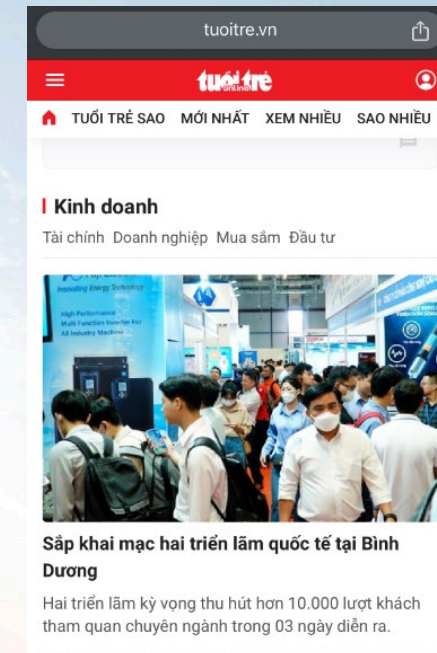 tuoitre.vn
tuổi trẻ
online
TUỔI TRẺ SAO MỚI NHẤT XEM NHIỀU SAO NHIỀU
Kinh doanh
Tài chính Doanh nghiệp Mua sắm Đầu tư
Innovating Energy Technology
High Performance
Multi Function Inverter For
All Industry Machine
Sắp khai mạc hai triển lãm quốc tế tại Bình
Dương
Hai triển lãm kỳ vọng thu hút hơn 10.000 lượt khách
tham quan chuyên ngành trong 03 ngày diễn ra.